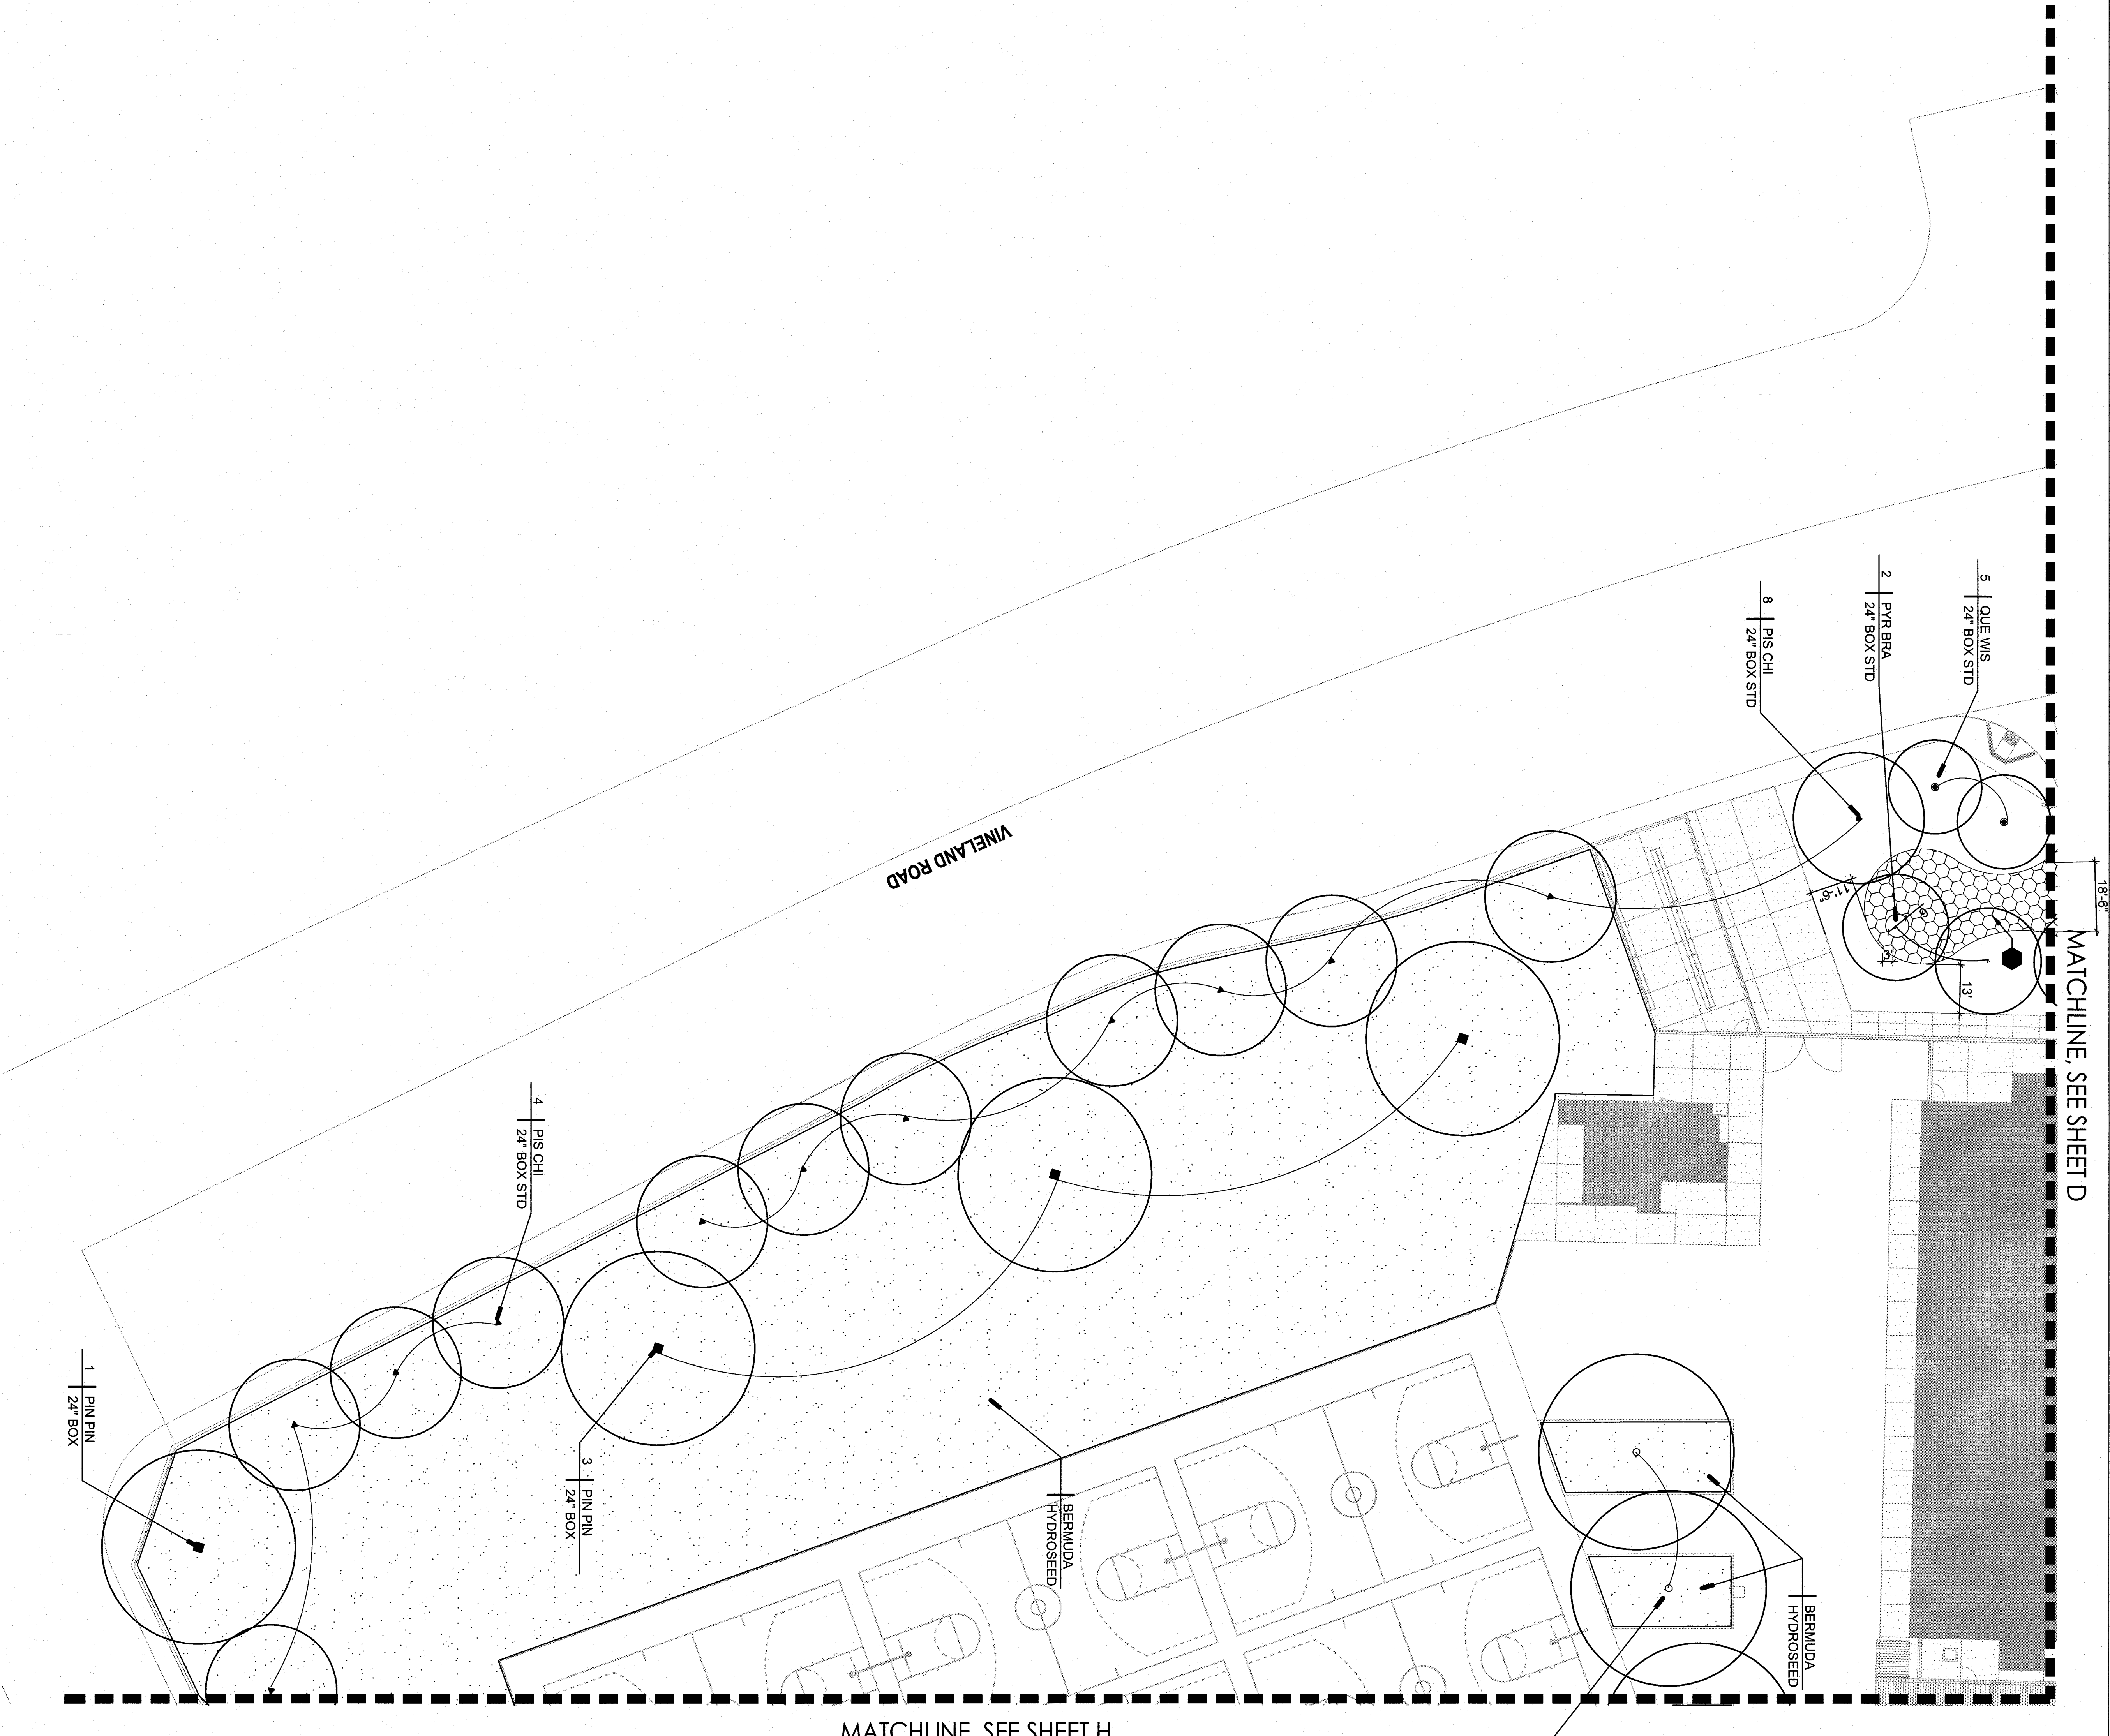 5 QUE WIS
24" BOX STD
2 PYR BRA
24" BOX STD
8 PIS CHI
24" BOX STD
VINELAND ROAD
18'-6"
11'-6"
8'
3'
13'
MATCHLINE, SEE SHEET D
4 PIS CHI
24" BOX STD
1 PIN PIN
24" BOX
3 PIN PIN
24" BOX
BERMUDA
HYDROSEED
BERMUDA
HYDROSEED
MATCHLINE, SEE SHEET H